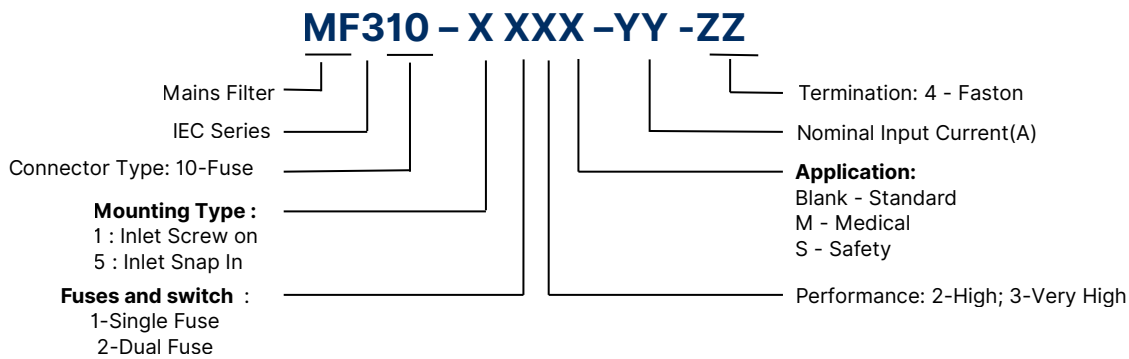 MF310 – X XXX –YY -ZZ
Mains Filter
IEC Series
Connector Type: 10-Fuse
Mounting Type :
1 : Inlet Screw on
5 : Inlet Snap In
Fuses and switch :
1-Single Fuse
2-Dual Fuse
Termination: 4 - Faston
Nominal Input Current(A)
Application:
Blank - Standard
M - Medical
S - Safety
Performance: 2-High; 3-Very High